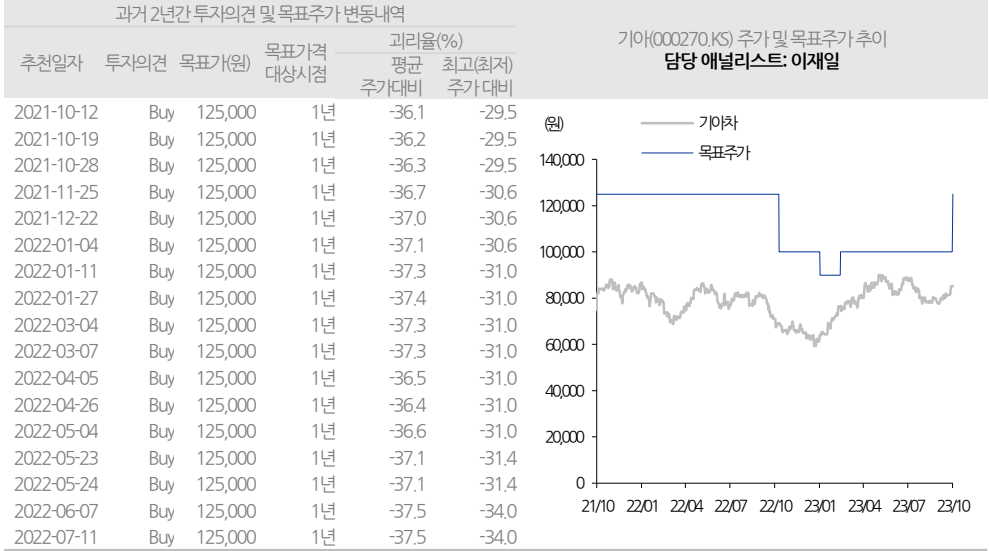 과거 2년간 투자의견 및 목표주가 변동내역
추천일자 투자의견 목표가(원) 목표가격 대상시점 괴리율(%)
평균 주가대비 최고(최저) 주가 대비
2021-10-12 Buy 125,000 1년 -36.1 -29.5
2021-10-19 Buy 125,000 1년 -36.2 -29.5
2021-10-28 Buy 125,000 1년 -36.3 -29.5
2021-11-25 Buy 125,000 1년 -36.7 -30.6
2021-12-22 Buy 125,000 1년 -37.0 -30.6
2022-01-04 Buy 125,000 1년 -37.1 -30.6
2022-01-11 Buy 125,000 1년 -37.3 -31.0
2022-01-27 Buy 125,000 1년 -37.4 -31.0
2022-03-04 Buy 125,000 1년 -37.3 -31.0
2022-03-07 Buy 125,000 1년 -37.3 -31.0
2022-04-05 Buy 125,000 1년 -36.5 -31.0
2022-04-26 Buy 125,000 1년 -36.4 -31.0
2022-05-04 Buy 125,000 1년 -36.6 -31.0
2022-05-23 Buy 125,000 1년 -37.1 -31.4
2022-05-24 Buy 125,000 1년 -37.1 -31.4
2022-06-07 Buy 125,000 1년 -37.5 -34.0
2022-07-11 Buy 125,000 1년 -37.5 -34.0
기아(000270.KS) 주가 및 목표주가 추이
담당 애널리스트: 이재일
(원)
기아차
목표주가
140,000
120,000
100,000
80,000
60,000
40,000
20,000
0
21/10 22/01 22/04 22/07 22/10 23/01 23/04 23/07 23/10